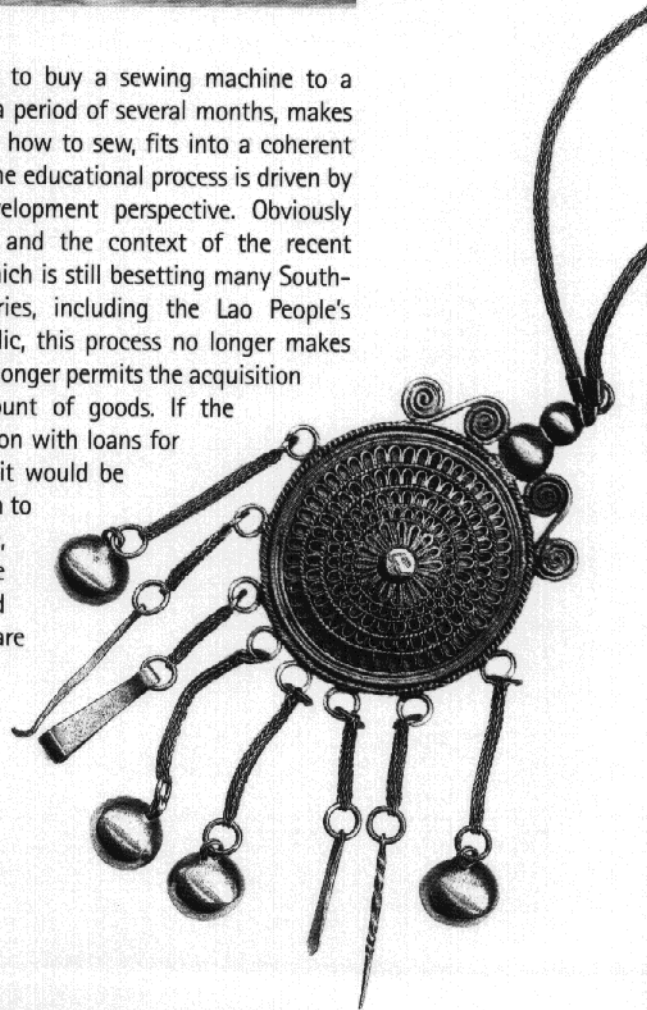 to buy a sewing machine to a
a period of several months, makes
how to sew, fits into a coherent
ne educational process is driven by
velopment perspective. Obviously
and the context of the recent
hich is still besetting many South-
ries, including the Lao People's
lic, this process no longer makes
longer permits the acquisition
unt of goods. If the
on with loans for
it would be
n to
,
e
d
are